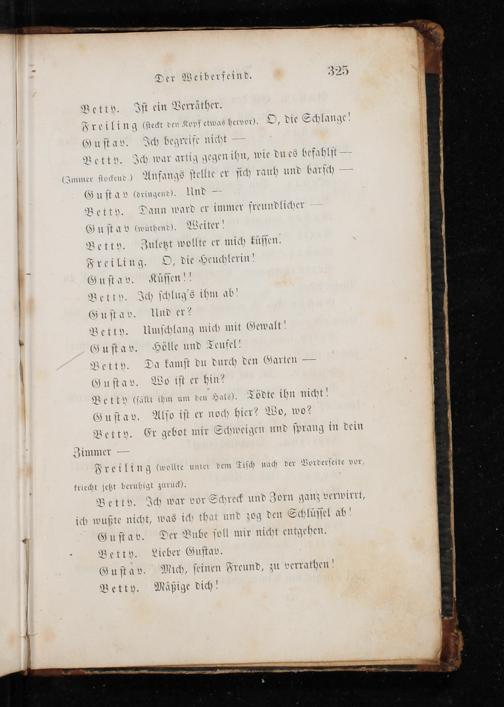 Der Weiberfeind. 325
Betty. Ist ein Verräther.
Freiling (steckt den Kopf etwas hervor). O, die Schlange!
Gustav. Ich begreife nicht —
Betty. Ich war artig gegen ihn, wie du es befahlst —
(Immer stockend.) Anfangs stellte er sich rauh und barsch —
Gustav (dringend). Und —
Betty. Dann ward er immer freundlicher —
Gustav (wüthend). Weiter!
Betty. Zuletzt wollte er mich küssen.
Freiling. O, die Heuchlerin!
Gustav. Küssen!!
Betty. Ich schlug's ihm ab!
Gustav. Und er?
Betty. Umschlang mich mit Gewalt!
Gustav. Hölle und Teufel!
Betty. Da kamst du durch den Garten —
Gustav. Wo ist er hin?
Betty (fällt ihm um den Hals). Tödte ihn nicht!
Gustav. Also ist er noch hier? Wo, wo?
Betty. Er gebot mir Schweigen und sprang in dein
Zimmer —
Freiling (wollte unter dem Tisch nach der Vorderseite vor,
kriecht jetzt beruhigt zurück).
Betty. Ich war vor Schreck und Zorn ganz verwirrt,
ich wußte nicht, was ich that und zog den Schlüssel ab!
Gustav. Der Bube soll mir nicht entgehen.
Betty. Lieber Gustav.
Gustav. Mich, seinen Freund, zu verrathen!
Betty. Mäßige dich!